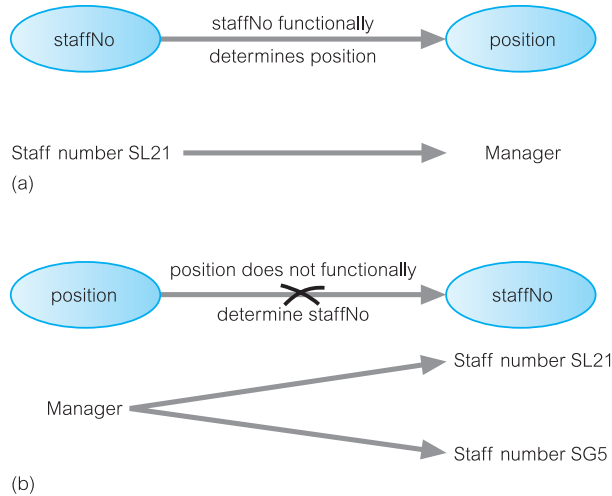 staffNo
staffNo functionally
determines position
position
Staff number SL21
Manager
(a)
position
position does not functionally
determine staffNo
staffNo
Staff number SL21
Manager
Staff number SG5
(b)